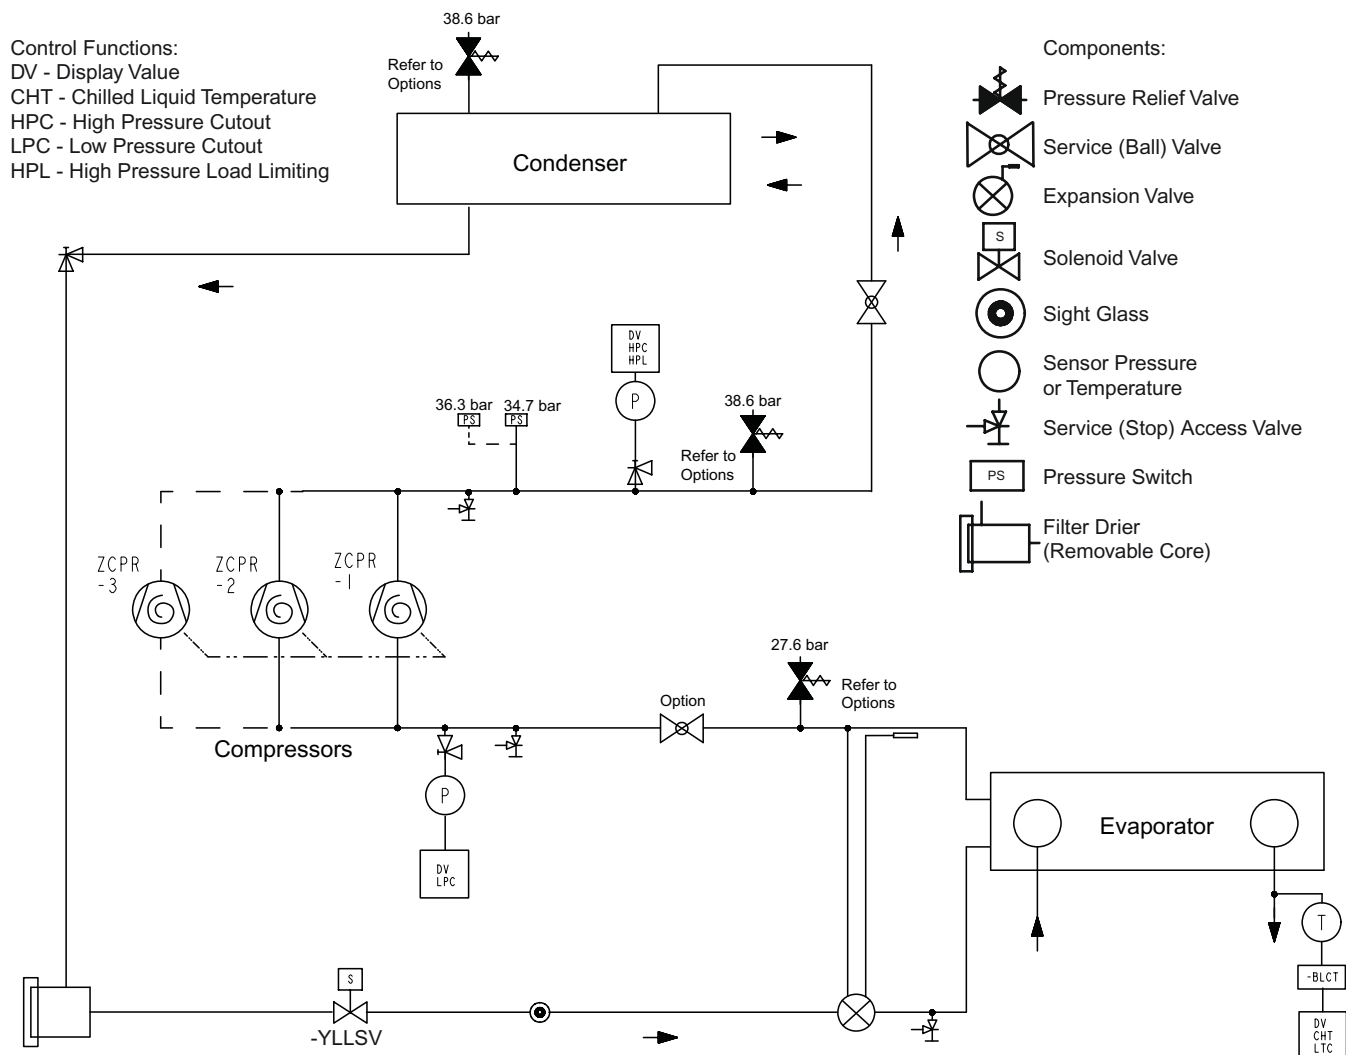 Control Functions:
DV - Display Value
CHT - Chilled Liquid Temperature
HPC - High Pressure Cutout
LPC - Low Pressure Cutout
HPL - High Pressure Load Limiting
38.6 bar
Refer to
Options
Condenser
Components:
Pressure Relief Valve
Service (Ball) Valve
Expansion Valve
S
Solenoid Valve
Sight Glass
Sensor Pressure
or Temperature
Service (Stop) Access Valve
PS
Pressure Switch
Filter Drier
(Removable Core)
DV
HPC
HPL
P
36.3 bar
PS
34.7 bar
PS
38.6 bar
Refer to
Options
ZCPR
-3
ZCPR
-2
ZCPR
-1
Compressors
27.6 bar
Refer to
Options
Option
P
DV
LPC
Evaporator
T
-BLCT
DV
CHT
LTC
S
-YLLSV